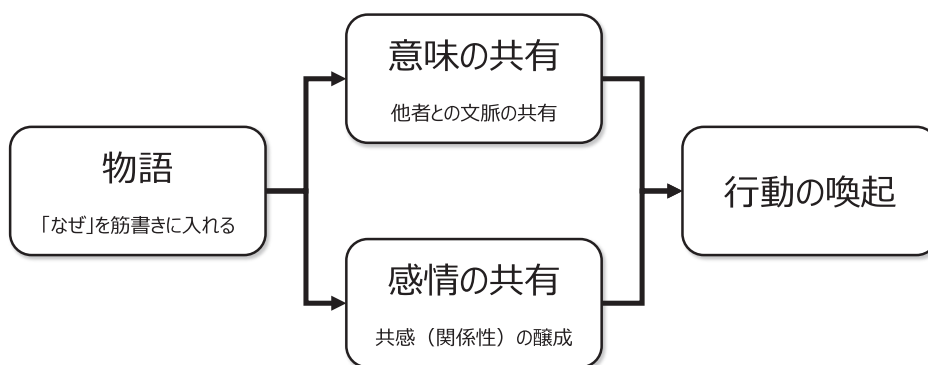 物語
「なぜ」を筋書きに入れる
意味の共有
他者との文脈の共有
感情の共有
共感（関係性）の醸成
行動の喚起